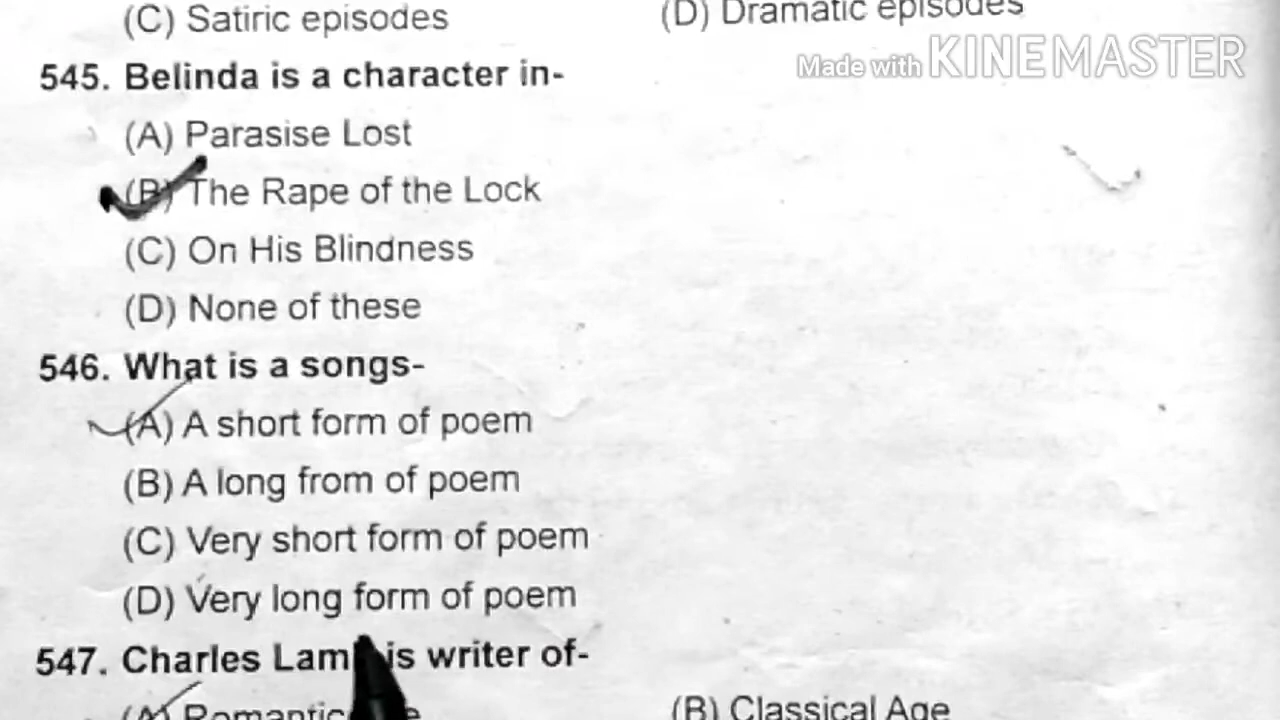 (C) Satiric episodes (D) Dramatic episodes
Made with KINEMASTER
545. Belinda is a character in-
(A) Parasise Lost
(B) The Rape of the Lock
(C) On His Blindness
(D) None of these
546. What is a songs-
(A) A short form of poem
(B) A long from of poem
(C) Very short form of poem
(D) Very long form of poem
547. Charles Lamb is writer of-
(A) Romantic (B) Classical Age